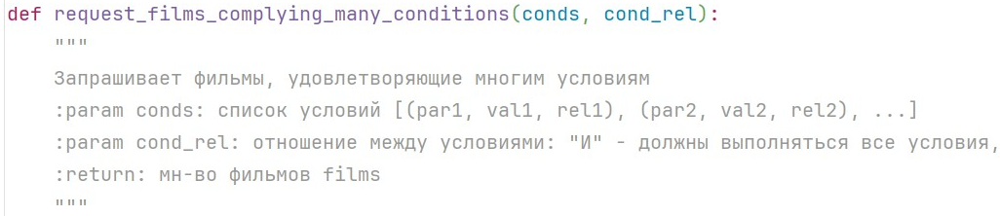 def request_films_complying_many_conditions(conds, cond_rel):
"""
Запрашивает фильмы, удовлетворяющие многим условиям
:param conds: список условий [(par1, val1, rel1), (par2, val2, rel2), ...]
:param cond_rel: отношение между условиями: "И" - должны выполняться все условия,
:return: мн-во фильмов films
"""